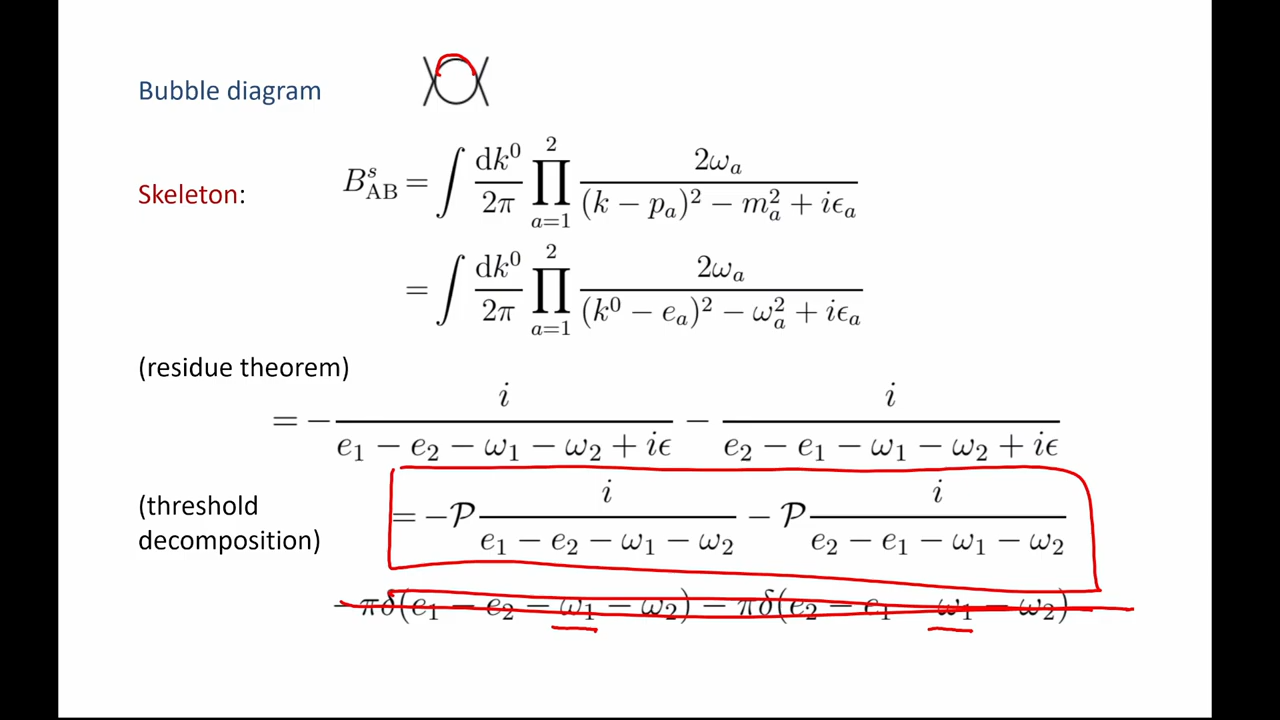 Bubble diagram
Skeleton: B^s_{AB} = ∫ dk^0/2π ∏_{a=1}^{2} 2ω_a/((k − p_a)^2 − m_a^2 + iϵ_a)
= ∫ dk^0/2π ∏_{a=1}^{2} 2ω_a/((k^0 − e_a)^2 − ω_a^2 + iϵ_a)
(residue theorem)
= − i/(e_1 − e_2 − ω_1 − ω_2 + iϵ) − i/(e_2 − e_1 − ω_1 − ω_2 + iϵ)
(threshold
decomposition)
= −𝒫 i/(e_1 − e_2 − ω_1 − ω_2) − 𝒫 i/(e_2 − e_1 − ω_1 − ω_2)
− πδ(e_1 − e_2 − ω_1 − ω_2) − πδ(e_2 − e_1 − ω_1 − ω_2)